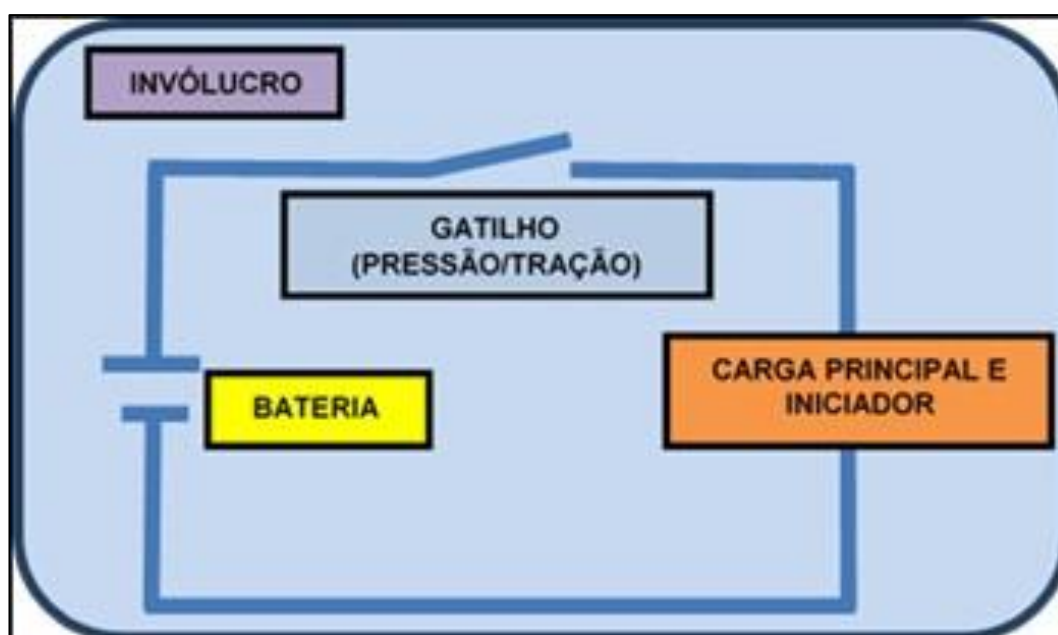 INVÓLUCRO
GATILHO
(PRESSÃO/TRAÇÃO)
BATERIA
CARGA PRINCIPAL E
INICIADOR